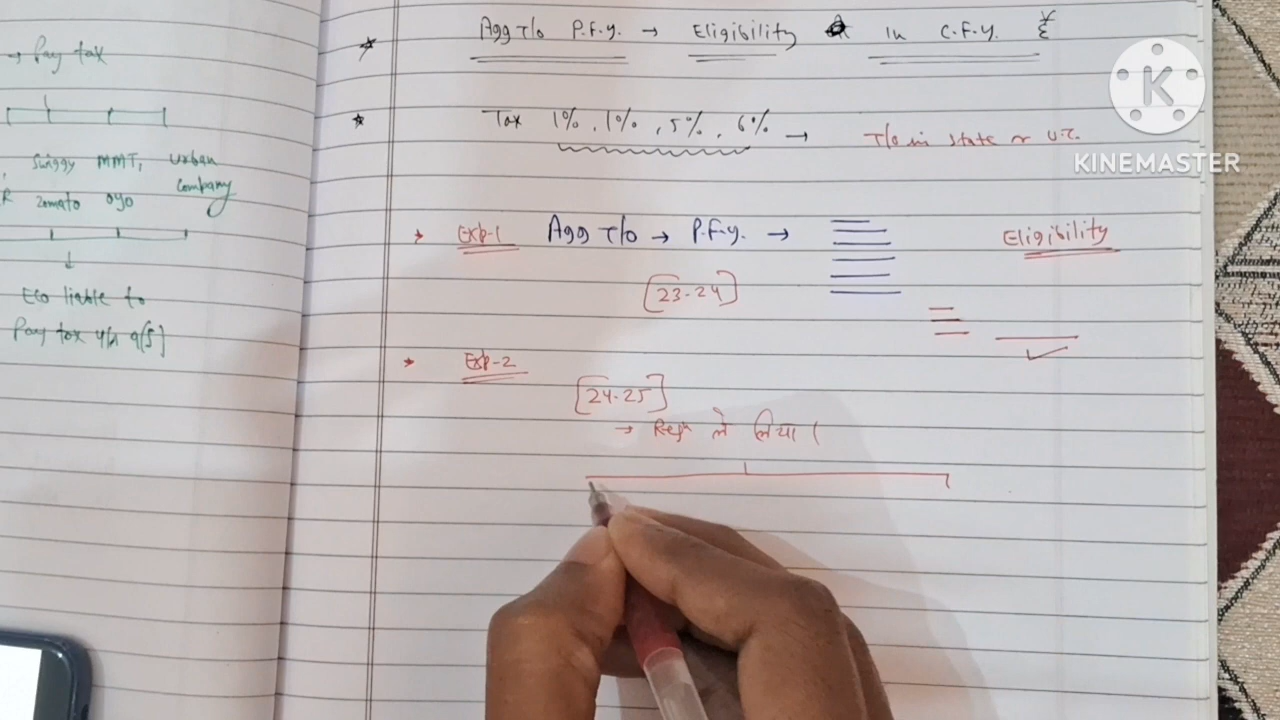 → Pay tax
Swiggy MMT, Urban
Zomato oyo Company
Eco liable to
Pay tax u/s 9(5)
Agg T/o P.F.Y. → Eligibility in C.F.Y.
Tax 1%, 1%, 5%, 6% → T/o in State or U.T.
Exp-1 Agg T/o → P.F.Y. → Eligibility
[23-24]
Exp-2
[24-25]
→ Regn ले लिया (
K
KINEMASTER